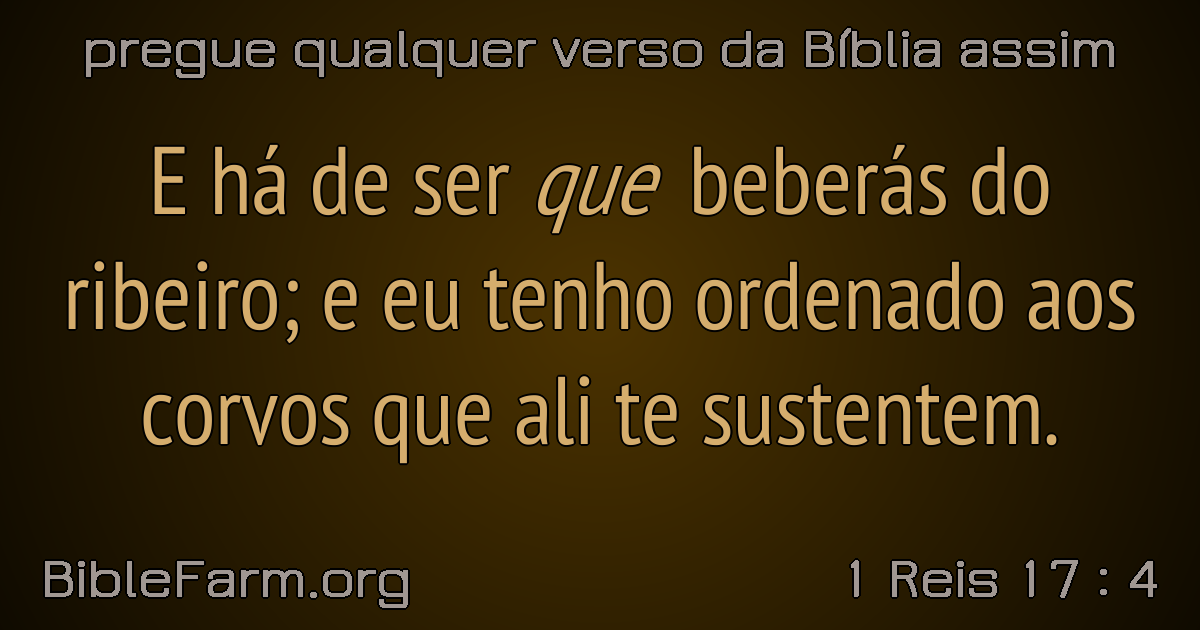 pregue qualquer verso da Bíblia assim
E há de ser que beberás do
ribeiro; e eu tenho ordenado aos
corvos que ali te sustentem.
BibleFarm.org
1 Reis 17 : 4